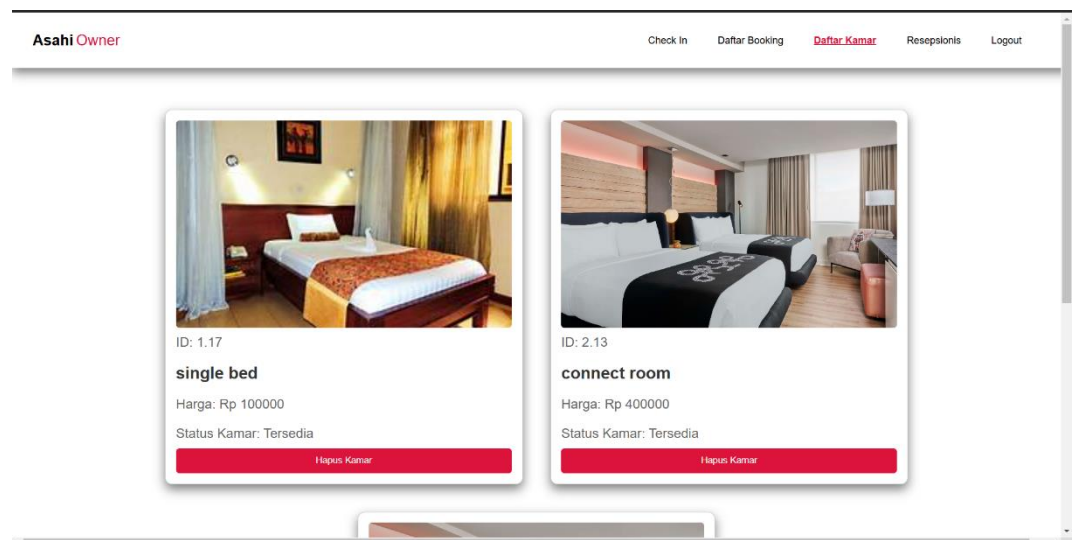 Asahi Owner
Check In
Daftar Booking
Daftar Kamar
Resepsionis
Logout
ID: 1.17
single bed
Harga: Rp 100000
Status Kamar: Tersedia
Hapus Kamar
ID: 2.13
connect room
Harga: Rp 400000
Status Kamar: Tersedia
Hapus Kamar